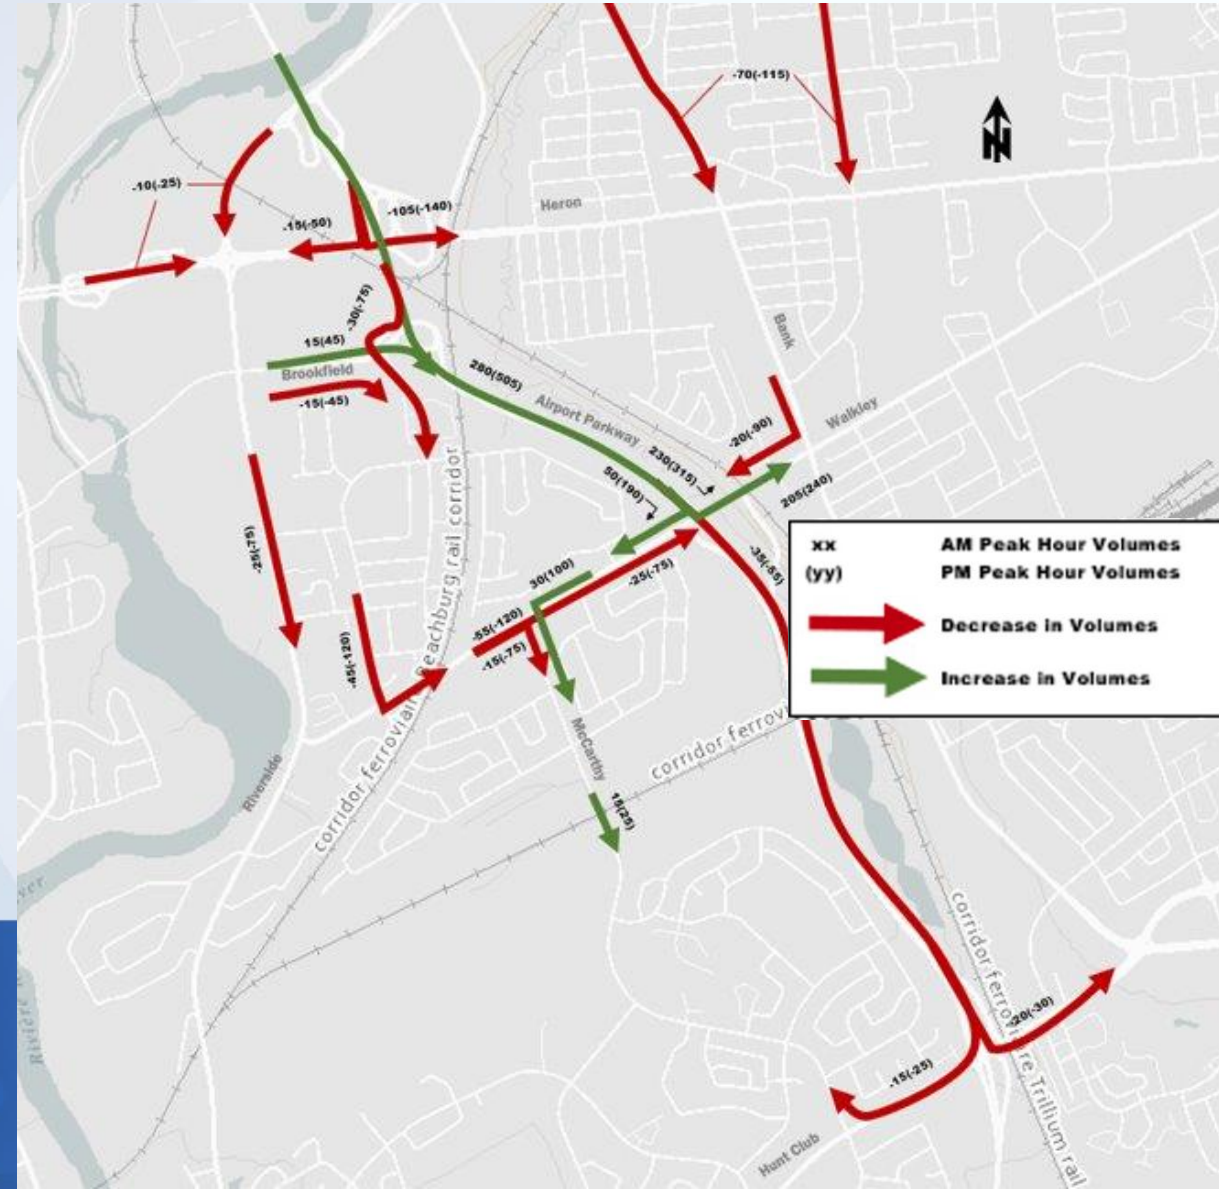 -70(-115)
N
-10(-25)
-105(-140)
-15(-50)
Heron
-30(-75)
15(45)
Brookfield
-15(-45)
280(505)
Airport Parkway
Bank
Walkley
-20(-90)
230(315)
50(190)
205(240)
-25(-75)
-35(-55)
30(100)
-25(-75)
-55(-120)
-15(-75)
-45(-120)
xx AM Peak Hour Volumes
(yy) PM Peak Hour Volumes
Decrease in Volumes
Increase in Volumes
corridor ferroviaire Beachburg rail corridor
McCarthy
corridor ferrovi
Riverside
15(25)
corridor ferroviaire Trillium rail
-20(-30)
-15(-25)
Hunt Club
Rivière